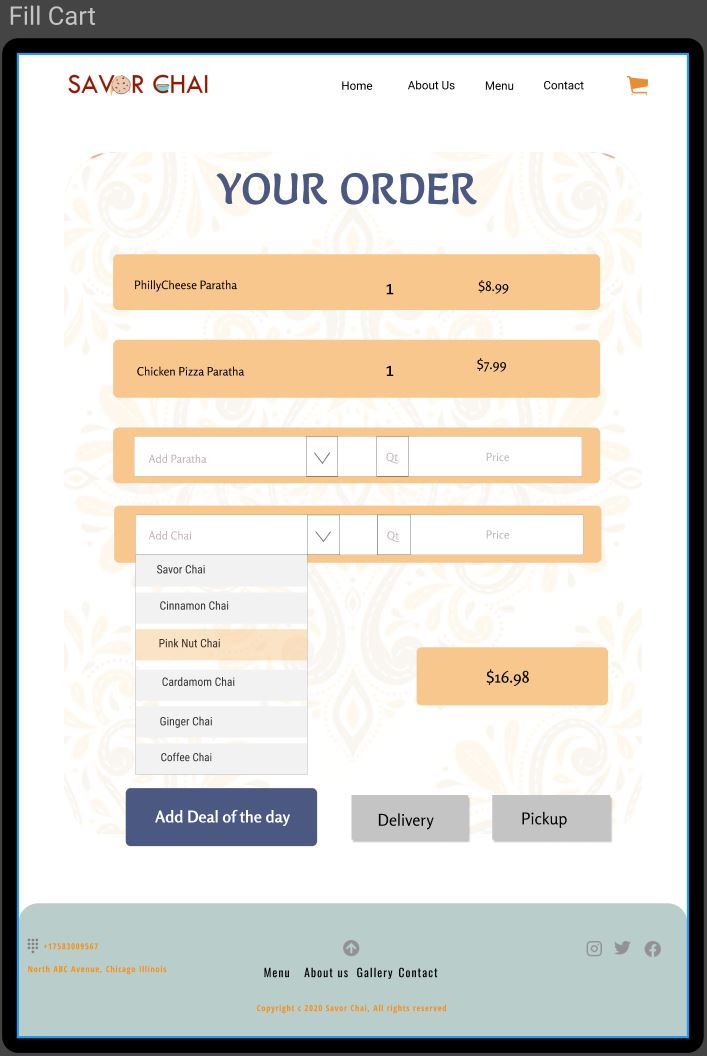 Fill Cart
SAVOR CHAI
Home About Us Menu Contact
YOUR ORDER
PhillyCheese Paratha 1 $8.99
Chicken Pizza Paratha 1 $7.99
Add Paratha Qt Price
Add Chai Qt Price
Savor Chai
Cinnamon Chai
Pink Nut Chai
Cardamom Chai
Ginger Chai
Coffee Chai
$16.98
Add Deal of the day Delivery Pickup
+17583009567
North ABC Avenue, Chicago Illinois
Menu About us Gallery Contact
Copyright c 2020 Savor Chai, All rights reserved